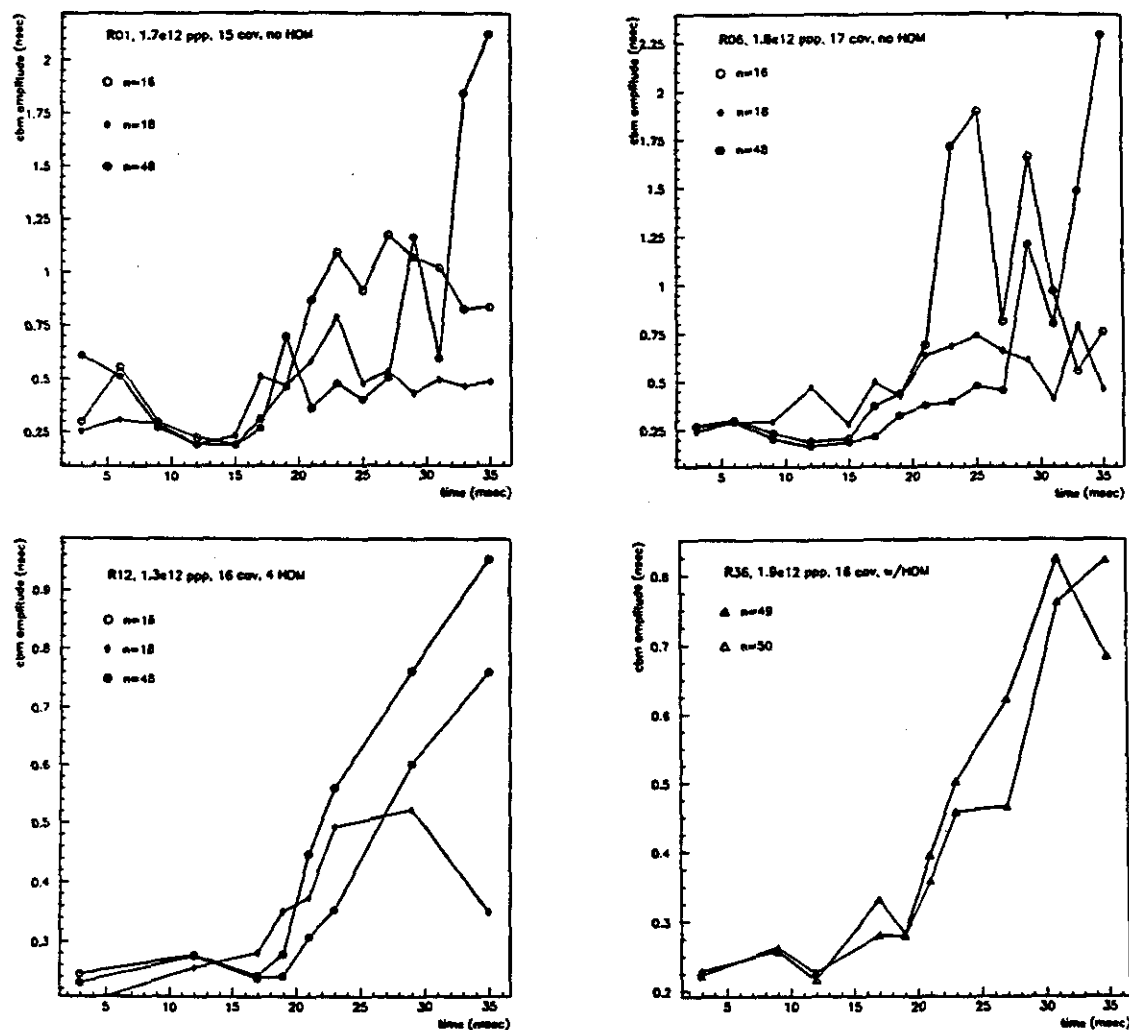 R01, 1.7e12 ppp, 15 cav, no HOM
n=16
n=18
n=48
cbm amplitude (nsec)
2
1.75
1.5
1.25
1
0.75
0.5
0.25
5 10 15 20 25 30 35
time (msec)
R06, 1.8e12 ppp, 17 cav, no HOM
n=16
n=18
n=48
cbm amplitude (nsec)
2.25
2
1.75
1.5
1.25
1
0.75
0.5
0.25
5 10 15 20 25 30 35
time (msec)
R12, 1.3e12 ppp, 16 cav, 4 HOM
n=16
n=18
n=48
cbm amplitude (nsec)
0.9
0.8
0.7
0.6
0.5
0.4
0.3
5 10 15 20 25 30 35
time (msec)
R36, 1.9e12 ppp, 16 cav, w/HOM
n=49
n=50
cbm amplitude (nsec)
0.8
0.7
0.6
0.5
0.4
0.3
0.2
5 10 15 20 25 30 35
time (msec)